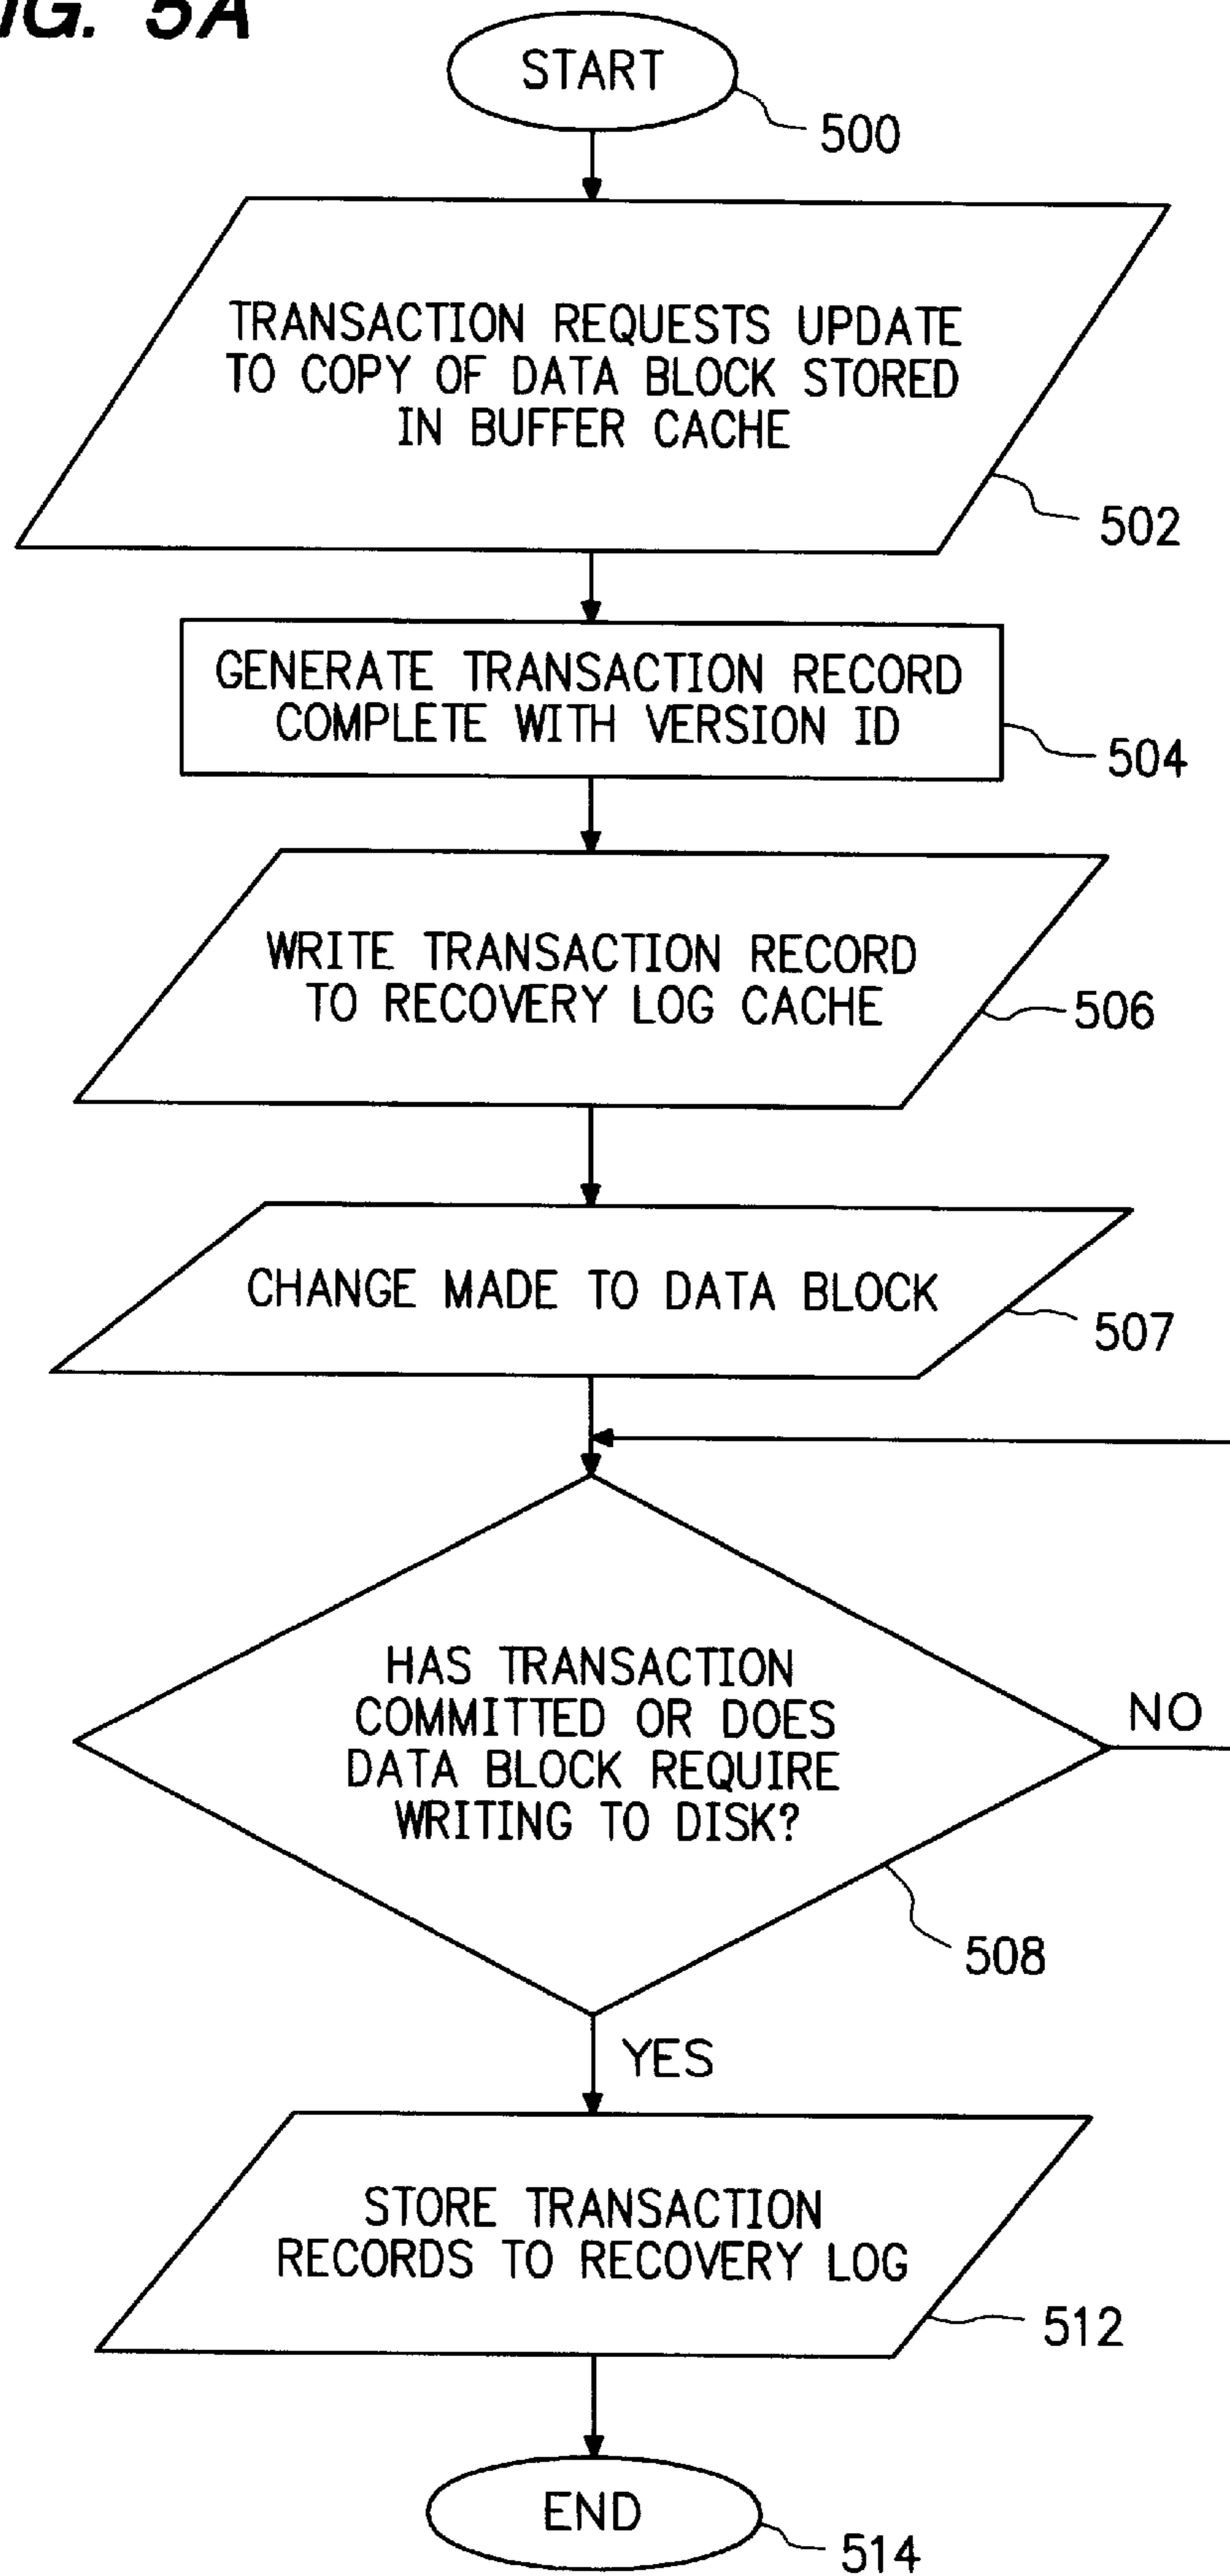 IG. 5A
START
500
TRANSACTION REQUESTS UPDATE
TO COPY OF DATA BLOCK STORED
IN BUFFER CACHE
502
GENERATE TRANSACTION RECORD
COMPLETE WITH VERSION ID
504
WRITE TRANSACTION RECORD
TO RECOVERY LOG CACHE
506
CHANGE MADE TO DATA BLOCK
507
HAS TRANSACTION
COMMITTED OR DOES
DATA BLOCK REQUIRE
WRITING TO DISK?
NO
508
YES
STORE TRANSACTION
RECORDS TO RECOVERY LOG
512
END
514